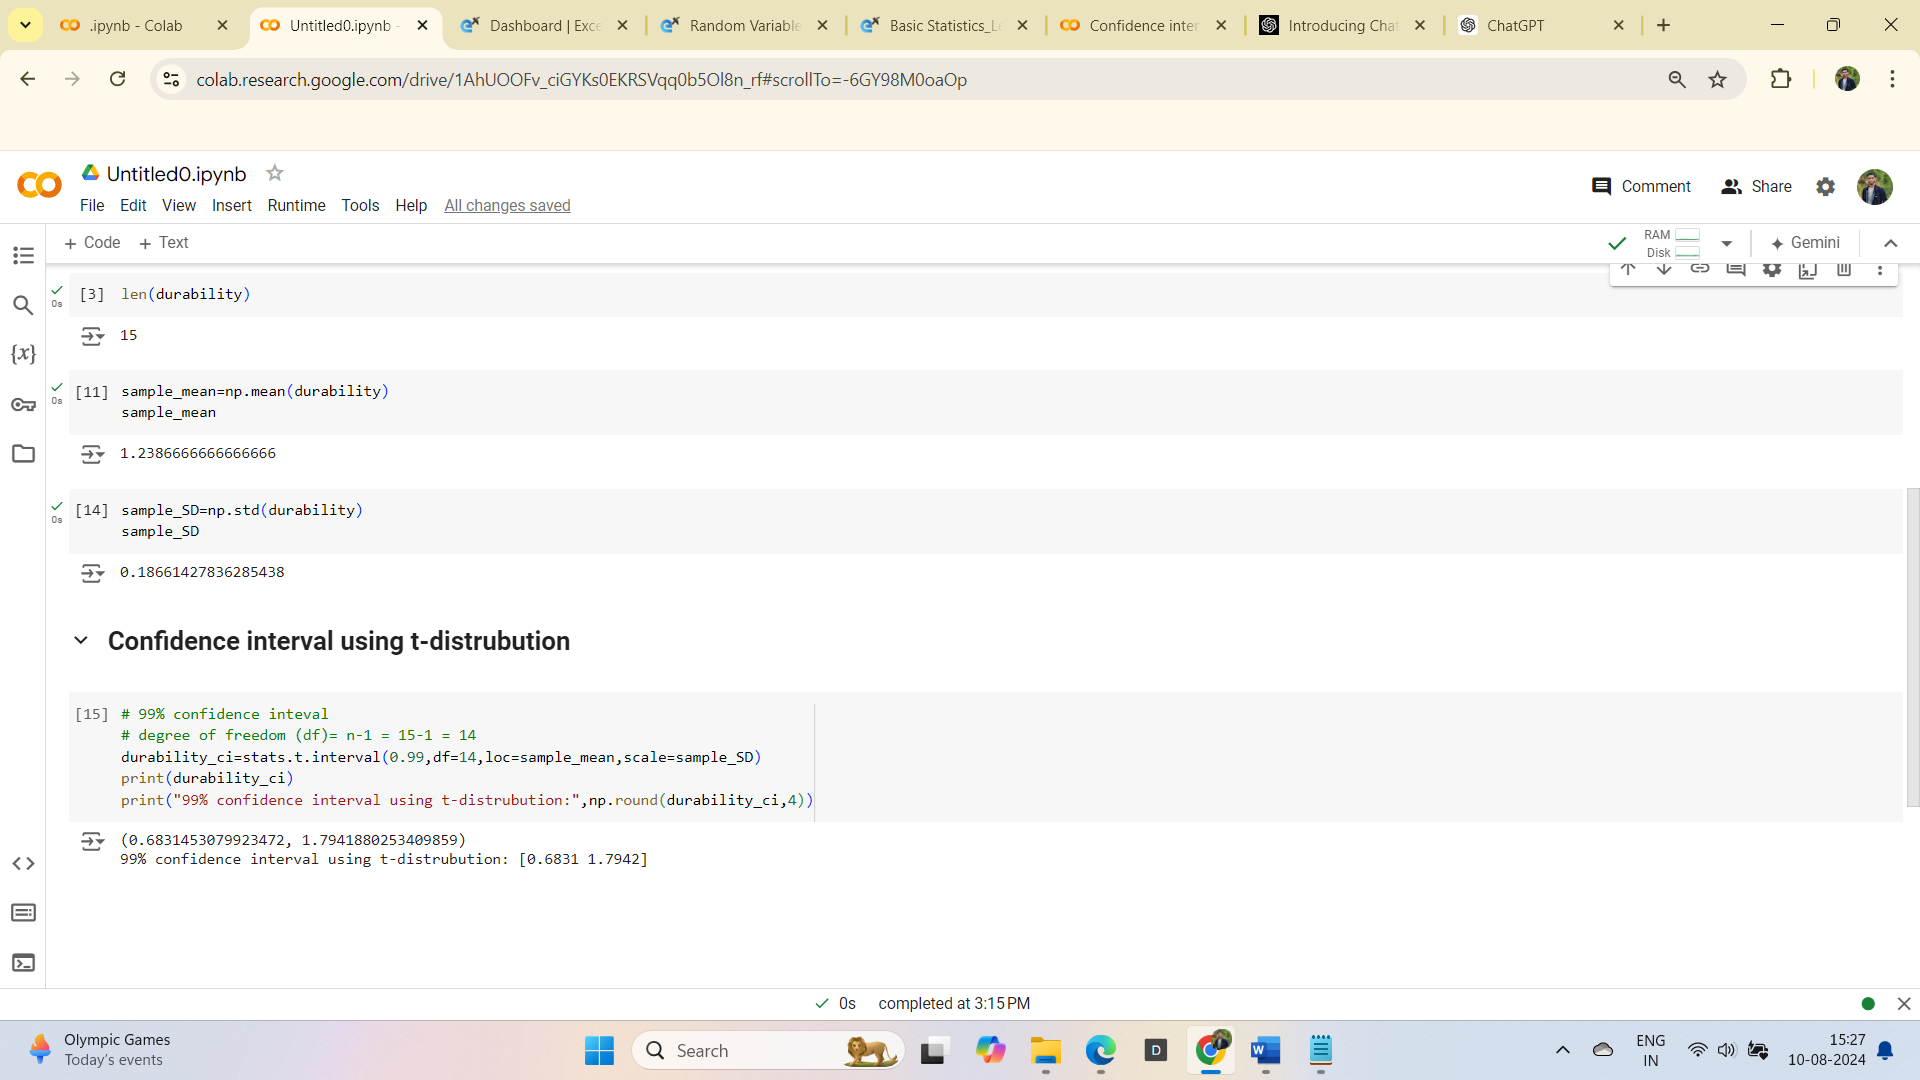 .ipynb - Colab
Untitled0.ipynb -
Dashboard | Exce
Random Variable
Basic Statistics_Le
Confidence inter
Introducing Chat
ChatGPT
colab.research.google.com/drive/1AhUOOFv_ciGYKs0EKRSVqq0b5Ol8n_rf#scrollTo=-6GY98M0oaOp
Untitled0.ipynb
Comment
Share
File Edit View Insert Runtime Tools Help All changes saved
+ Code + Text
RAM
Disk
Gemini
0s
[3] len(durability)
15
0s
[11] sample_mean=np.mean(durability)
sample_mean
1.2386666666666666
0s
[14] sample_SD=np.std(durability)
sample_SD
0.18661427836285438
Confidence interval using t-distrubution
[15] # 99% confidence inteval
# degree of freedom (df)= n-1 = 15-1 = 14
durability_ci=stats.t.interval(0.99,df=14,loc=sample_mean,scale=sample_SD)
print(durability_ci)
print("99% confidence interval using t-distrubution:",np.round(durability_ci,4))
(0.6831453079923472, 1.7941880253409859)
99% confidence interval using t-distrubution: [0.6831 1.7942]
0s completed at 3:15 PM
Olympic Games
Today's events
Search
D
W
ENG
IN
15:27
10-08-2024